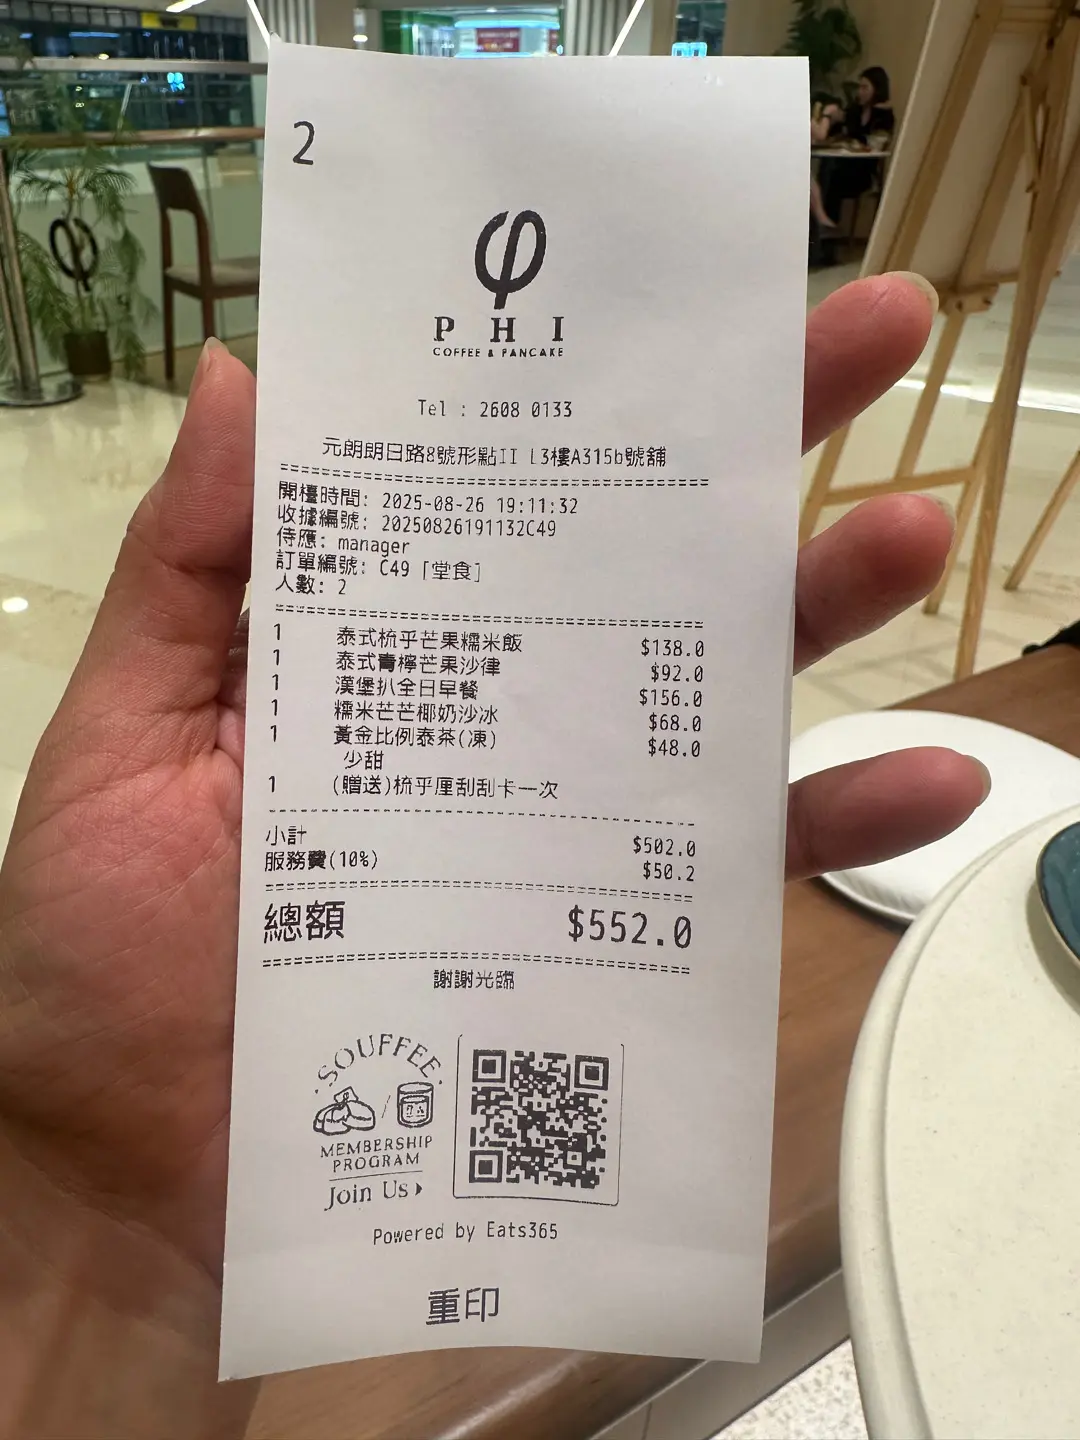 2
φ
PHI
COFFEE & PANCAKE
Tel : 2608 0133
元朗朗日路8號形點II L3樓A315b號舖
開檯時間: 2025-08-26 19:11:32
收據編號: 20250826191132C49
侍應: manager
訂單編號: C49 [堂食]
人數: 2
1 泰式梳乎芒果糯米飯 $138.0
1 泰式青檸芒果沙律 $92.0
1 漢堡扒全日早餐 $156.0
1 糯米芒芒椰奶沙冰 $68.0
1 黃金比例泰茶(凍) $48.0
少甜
1 (贈送)梳乎厘刮刮卡一次
小計 $502.0
服務費(10%) $50.2
總額 $552.0
謝謝光臨
·SOUFFEE·
MEMBERSHIP
PROGRAM
Join Us
Powered by Eats365
重印